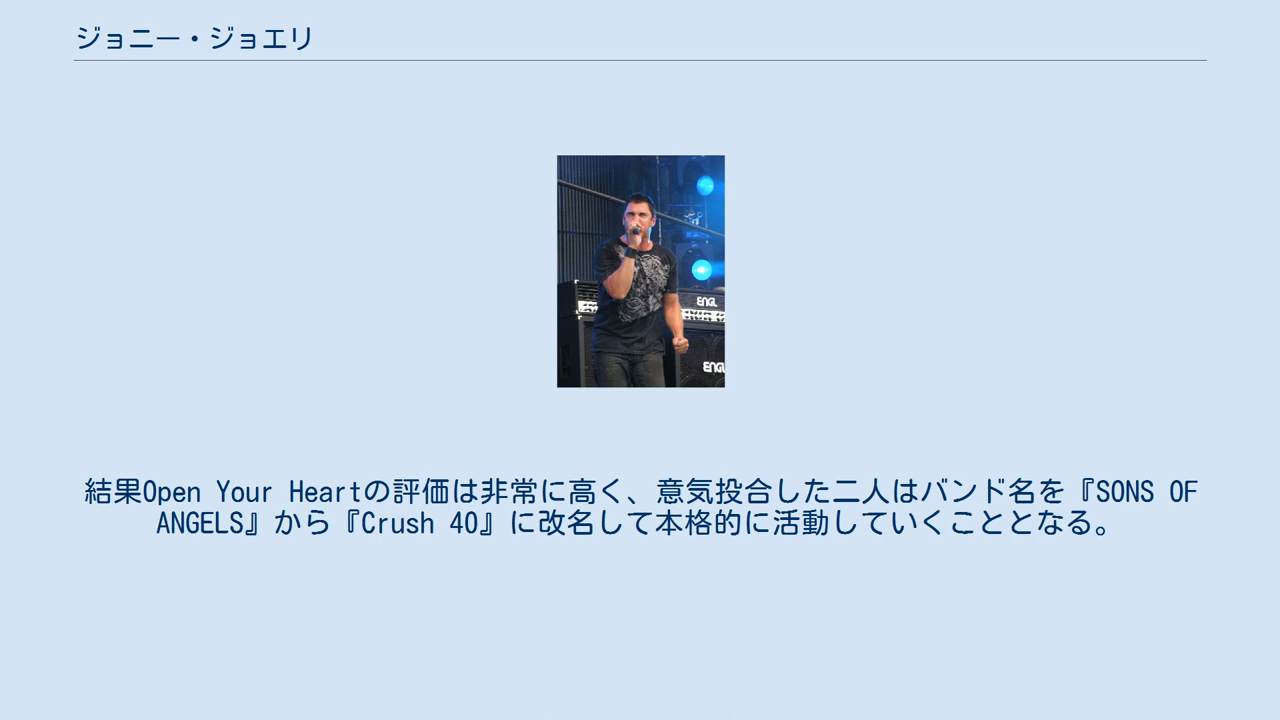 ジョニー・ジョエリ
ENGL
ENGL
結果Open Your Heartの評価は非常に高く、意気投合した二人はバンド名を『SONS OF
ANGELS』から『Crush 40』に改名して本格的に活動していくこととなる。